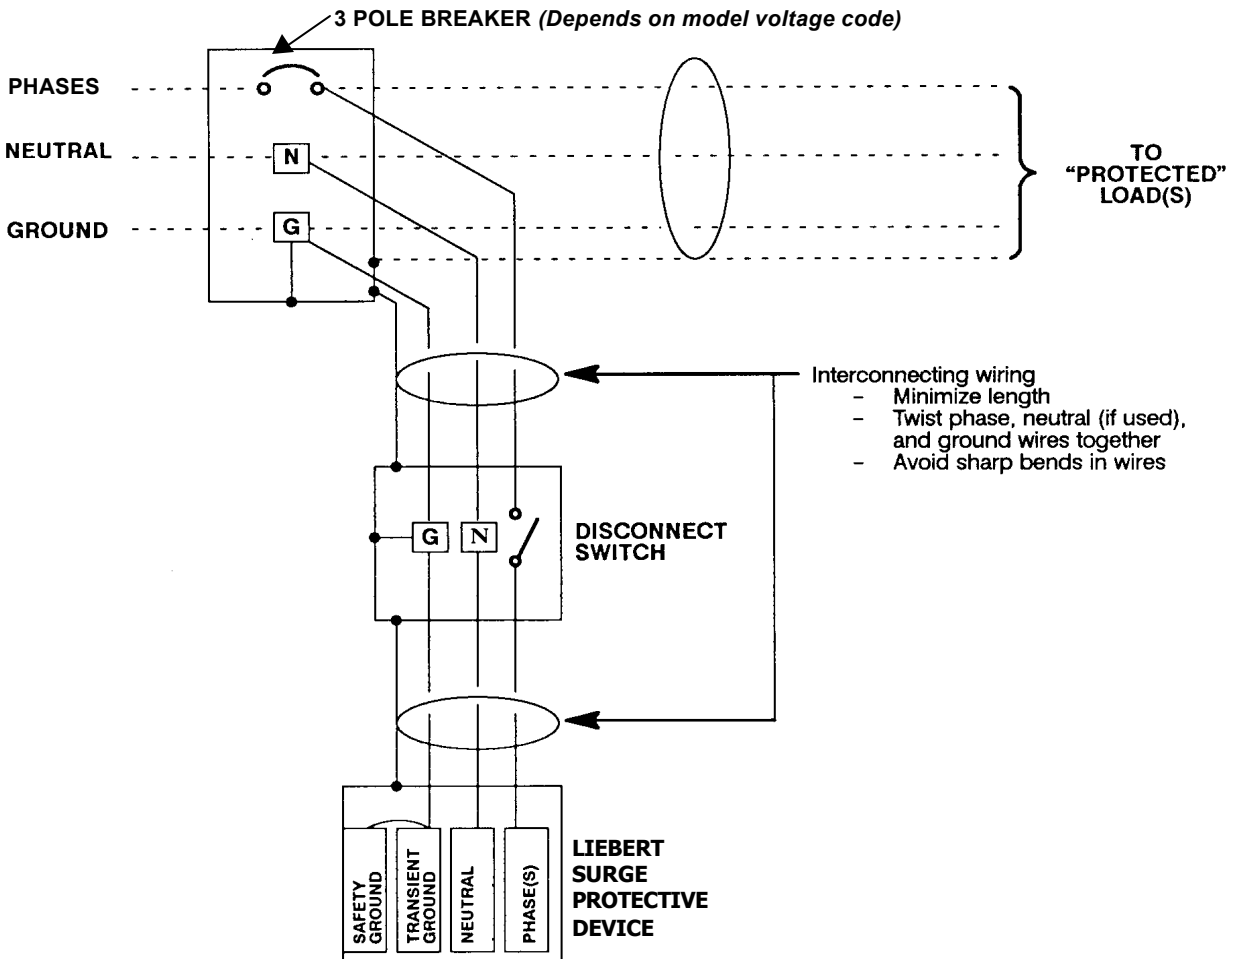 3 POLE BREAKER (Depends on model voltage code)
PHASES
NEUTRAL
N
GROUND
G
TO
“PROTECTED”
LOAD(S)
Interconnecting wiring
- Minimize length
- Twist phase, neutral (if used),
and ground wires together
- Avoid sharp bends in wires
G
N
DISCONNECT
SWITCH
SAFETY
GROUND
TRANSIENT
GROUND
NEUTRAL
PHASE(S)
LIEBERT
SURGE
PROTECTIVE
DEVICE